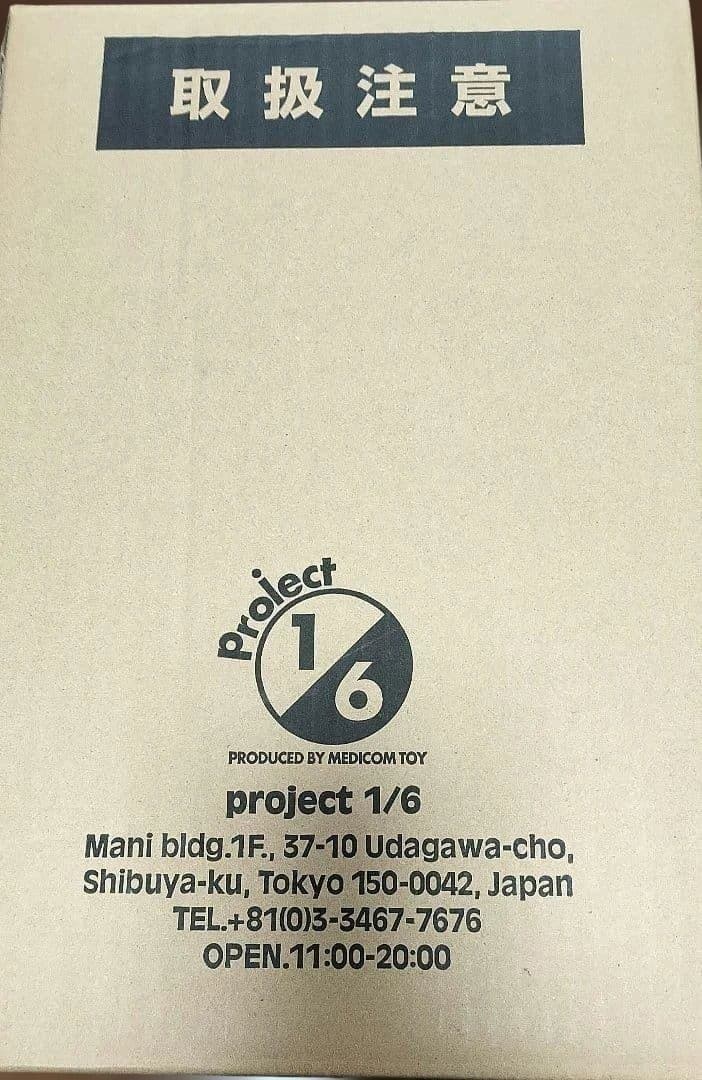 取扱注意
project
1/6
PRODUCED BY MEDICOM TOY
project 1/6
Mani bldg.1F., 37-10 Udagawa-cho,
Shibuya-ku, Tokyo 150-0042, Japan
TEL.+81(0)3-3467-7676
OPEN.11:00-20:00